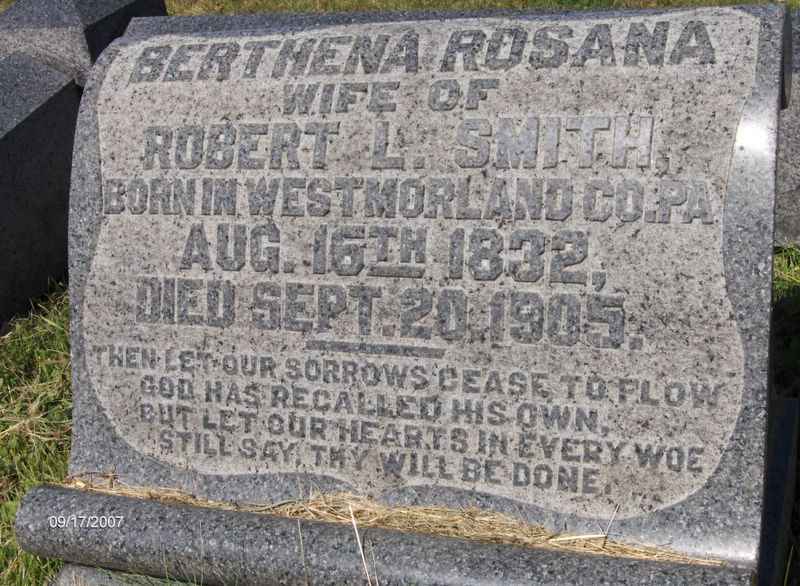 BERTHENA ROSANA
WIFE OF
ROBERT L. SMITH,
BORN IN WESTMORLAND CO. PA.
AUG. 16TH 1832,
DIED SEPT. 20, 1905.
THEN LET OUR SORROWS CEASE TO FLOW
GOD HAS RECALLED HIS OWN,
BUT LET OUR HEARTS IN EVERY WOE
STILL SAY, THY WILL BE DONE.
09/17/2007